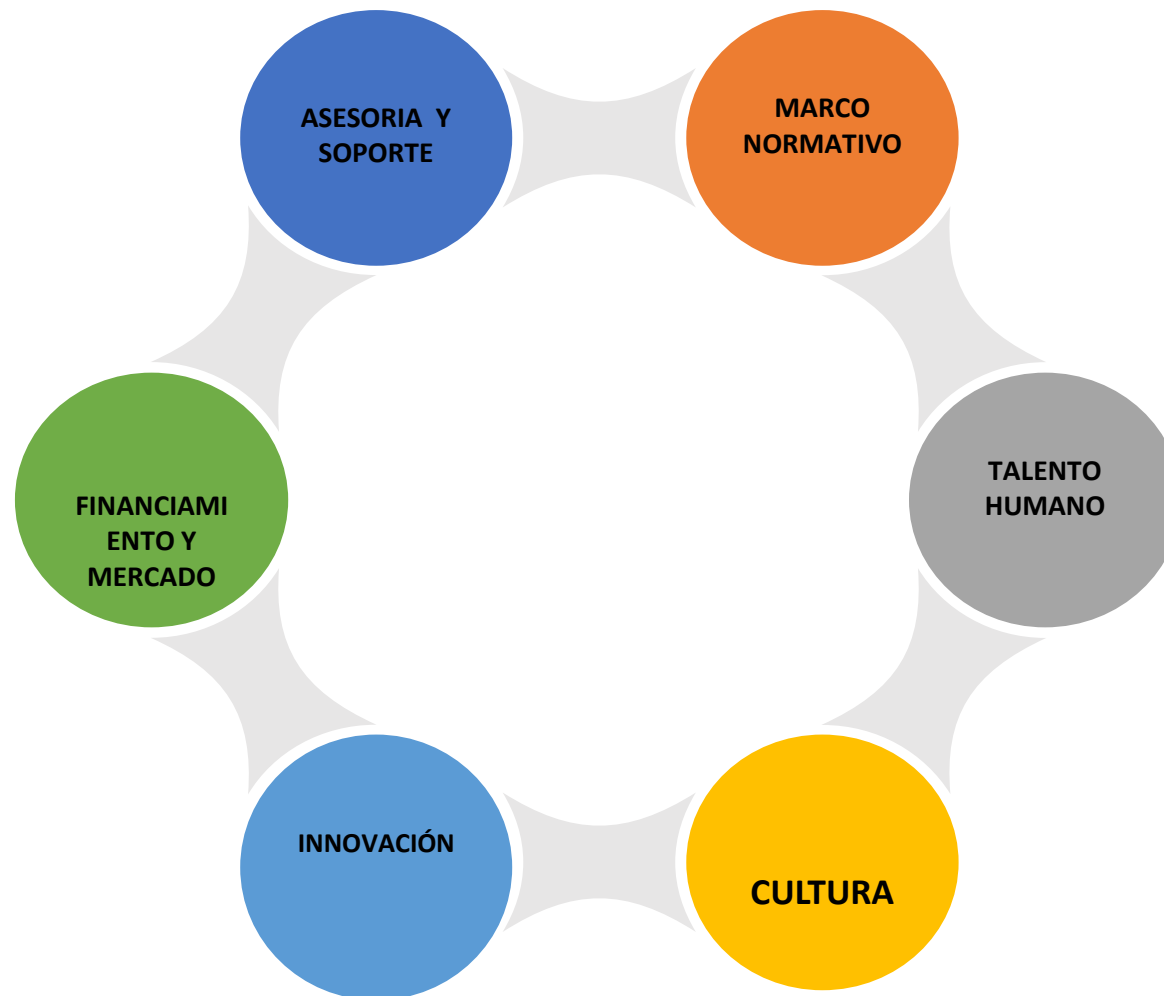 ASESORIA Y
SOPORTE
MARCO
NORMATIVO
FINANCIAMI
ENTO Y
MERCADO
TALENTO
HUMANO
INNOVACIÓN
CULTURA